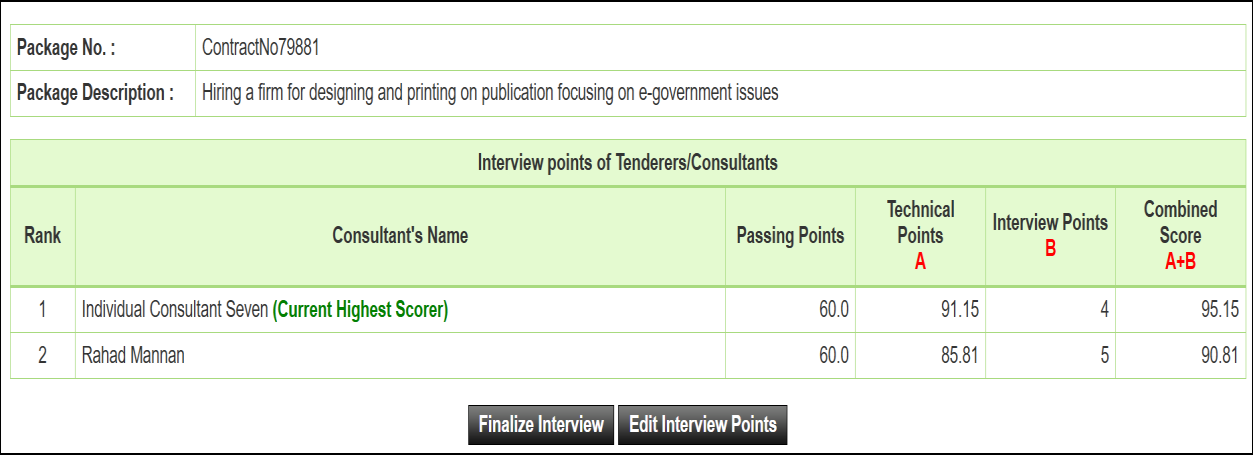 Package No. : ContractNo79881
Package Description : Hiring a firm for designing and printing on publication focusing on e-government issues
Interview points of Tenderers/Consultants
Rank Consultant's Name Passing Points Technical Points A Interview Points B Combined Score A+B
1 Individual Consultant Seven (Current Highest Scorer) 60.0 91.15 4 95.15
2 Rahad Mannan 60.0 85.81 5 90.81
Finalize Interview Edit Interview Points